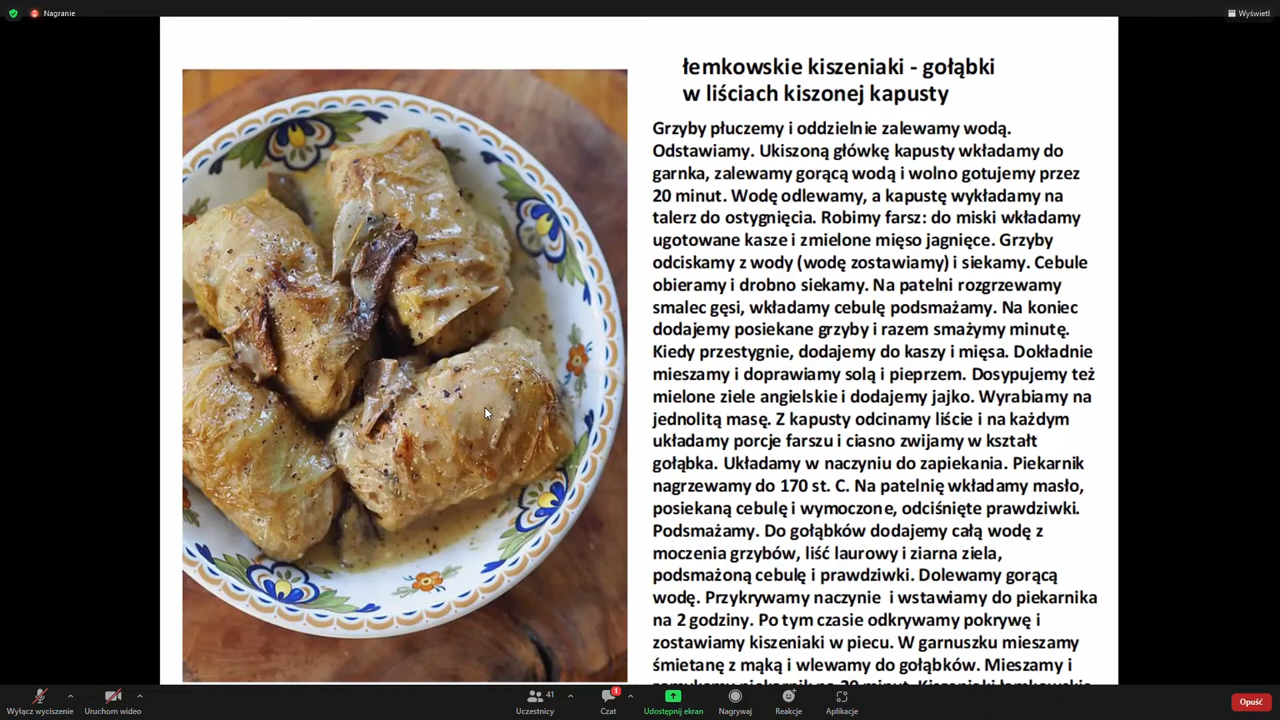 Nagranie
Wyświetl
łemkowskie kiszeniaki - gołąbki
w liściach kiszonej kapusty
Grzyby płuczemy i oddzielnie zalewamy wodą.
Odstawiamy. Ukiszoną główkę kapusty wkładamy do
garnka, zalewamy gorącą wodą i wolno gotujemy przez
20 minut. Wodę odlewamy, a kapustę wykładamy na
talerz do ostygnięcia. Robimy farsz: do miski wkładamy
ugotowane kasze i zmielone mięso jagnięce. Grzyby
odciskamy z wody (wodę zostawiamy) i siekamy. Cebule
obieramy i drobno siekamy. Na patelni rozgrzewamy
smalec gęsi, wkładamy cebulę podsmażamy. Na koniec
dodajemy posiekane grzyby i razem smażymy minutę.
Kiedy przestygnie, dodajemy do kaszy i mięsa. Dokładnie
mieszamy i doprawiamy solą i pieprzem. Dosypujemy też
mielone ziele angielskie i dodajemy jajko. Wyrabiamy na
jednolitą masę. Z kapusty odcinamy liście i na każdym
układamy porcje farszu i ciasno zwijamy w kształt
gołąbka. Układamy w naczyniu do zapiekania. Piekarnik
nagrzewamy do 170 st. C. Na patelnię wkładamy masło,
posiekaną cebulę i wymoczone, odciśnięte prawdziwki.
Podsmażamy. Do gołąbków dodajemy całą wodę z
moczenia grzybów, liść laurowy i ziarna ziela,
podsmażoną cebulę i prawdziwki. Dolewamy gorącą
wodę. Przykrywamy naczynie i wstawiamy do piekarnika
na 2 godziny. Po tym czasie odkrywamy pokrywę i
zostawiamy kiszeniaki w piecu. W garnuszku mieszamy
śmietanę z mąką i wlewamy do gołąbków. Mieszamy i
Wyłącz wyciszenie
Uruchom wideo
41
Uczestnicy
1
Czat
Udostępnij ekran
Nagrywaj
Reakcje
Aplikacje
Opuść